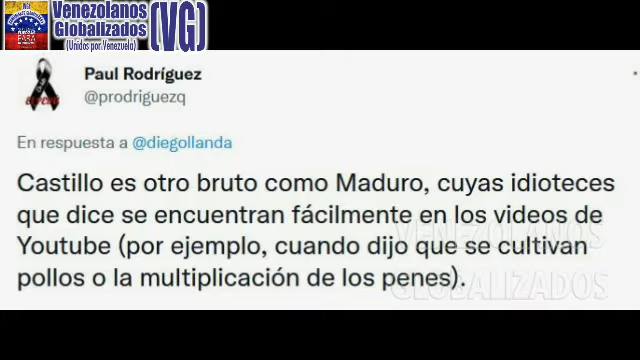 Venezolanos
Globalizados
(Unidos por Venezuela)
(VG)
Paul Rodríguez
@prodriguezq
En respuesta a @diegollanda
Castillo es otro bruto como Maduro, cuyas idioteces
que dice se encuentran fácilmente en los videos de
Youtube (por ejemplo, cuando dijo que se cultivan
pollos o la multiplicación de los penes).
VENEZOLANOS
GLOBALIZADOS